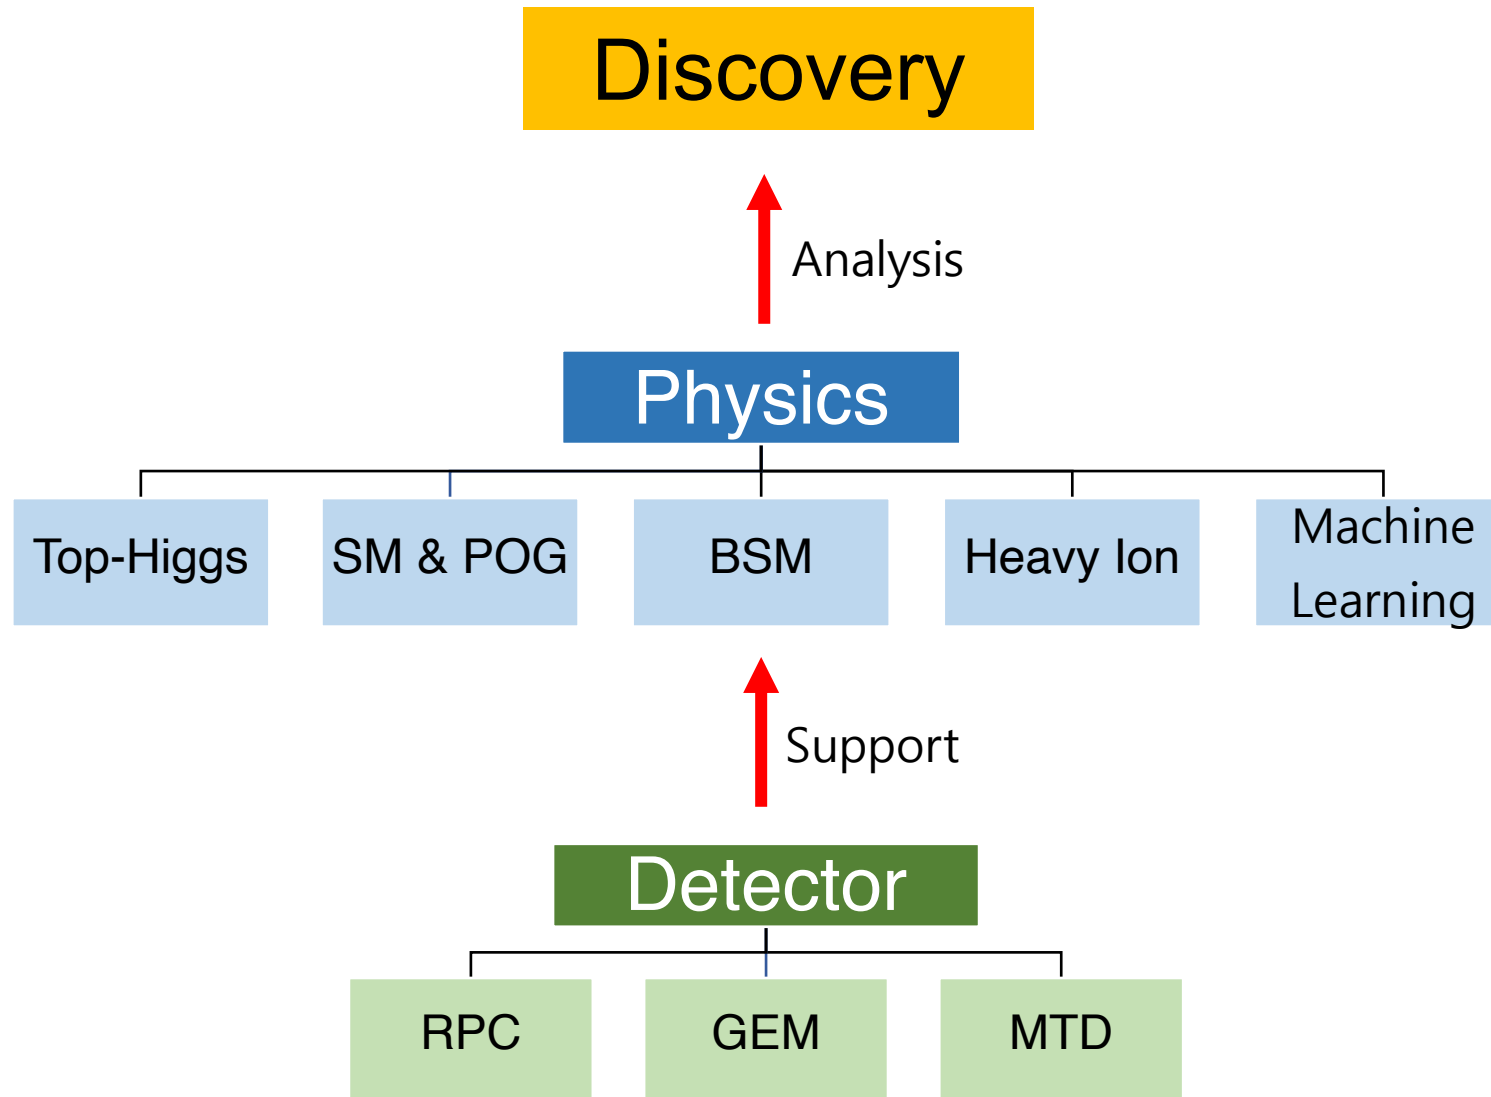 Discovery
Analysis
Physics
Top-Higgs
SM & POG
BSM
Heavy Ion
Machine
Learning
Support
Detector
RPC
GEM
MTD